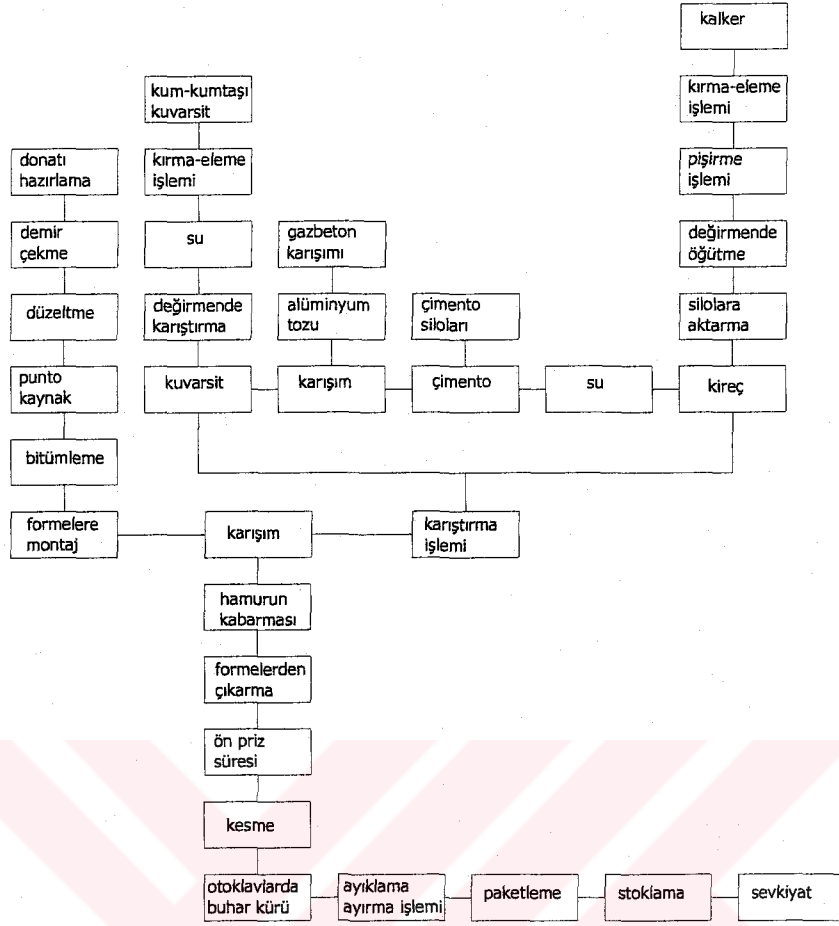 kalker
kum-kumtaşı
kuvarsit
kırma-eleme
işlemi
donatı
hazırlama
kırma-eleme
işlemi
pişirme
işlemi
demir
çekme
su
gazbeton
karışımı
değirmende
öğütme
düzeltme
değirmende
karıştırma
alüminyum
tozu
çimento
siloları
silolara
aktarma
punto
kaynak
kuvarsit
karışım
çimento
su
kireç
bitümleme
formelere
montaj
karışım
karıştırma
işlemi
hamurun
kabarması
formelerden
çıkarma
ön priz
süresi
kesme
otoklavlarda
buhar kürü
ayıklama
ayırma işlemi
paketleme
stoklama
sevkiyat